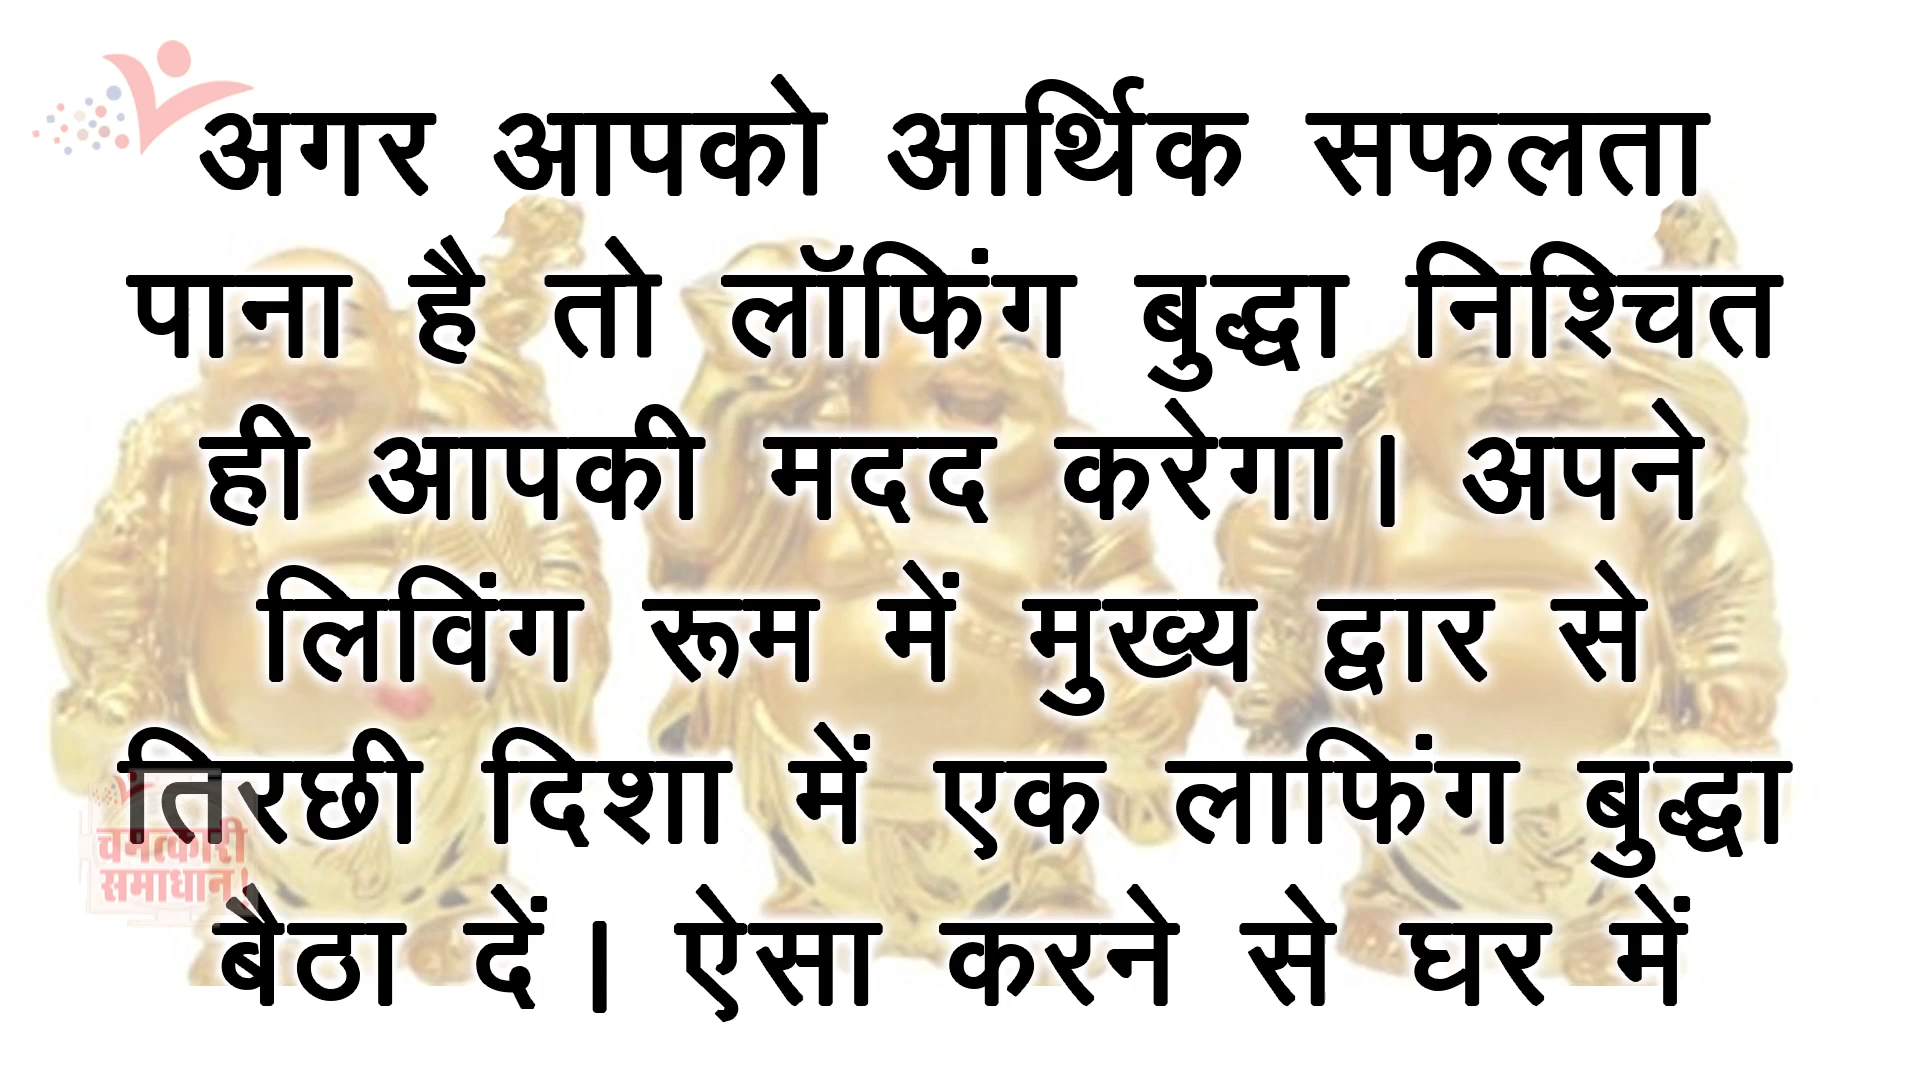 अगर आपको आर्थिक सफलता
पाना है तो लॉफिंग बुद्धा निश्चित
ही आपकी मदद करेगा। अपने
लिविंग रूम में मुख्य द्वार से
तिरछी दिशा में एक लाफिंग बुद्धा
बैठा दें। ऐसा करने से घर में
चमत्कारी
समाधान!